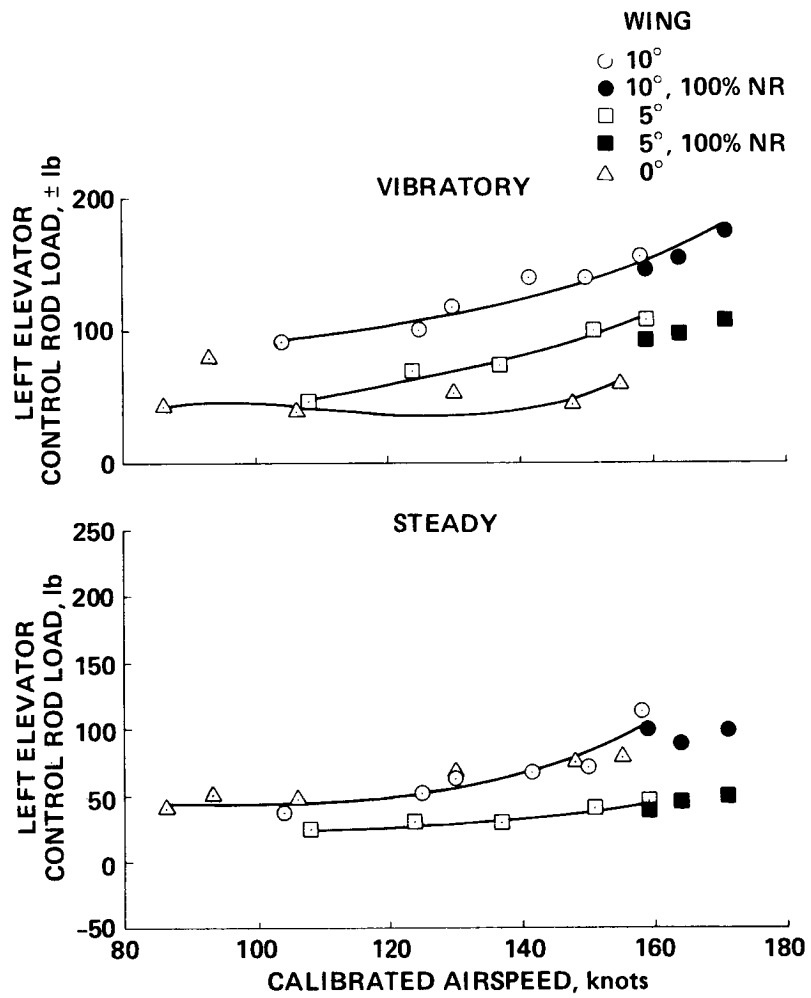 WING
10°
10°, 100% NR
5°
5°, 100% NR
0°
VIBRATORY
LEFT ELEVATOR
CONTROL ROD LOAD, ± lb
200
100
0
STEADY
LEFT ELEVATOR
CONTROL ROD LOAD, lb
250
200
150
100
50
0
-50
80 100 120 140 160 180
CALIBRATED AIRSPEED, knots